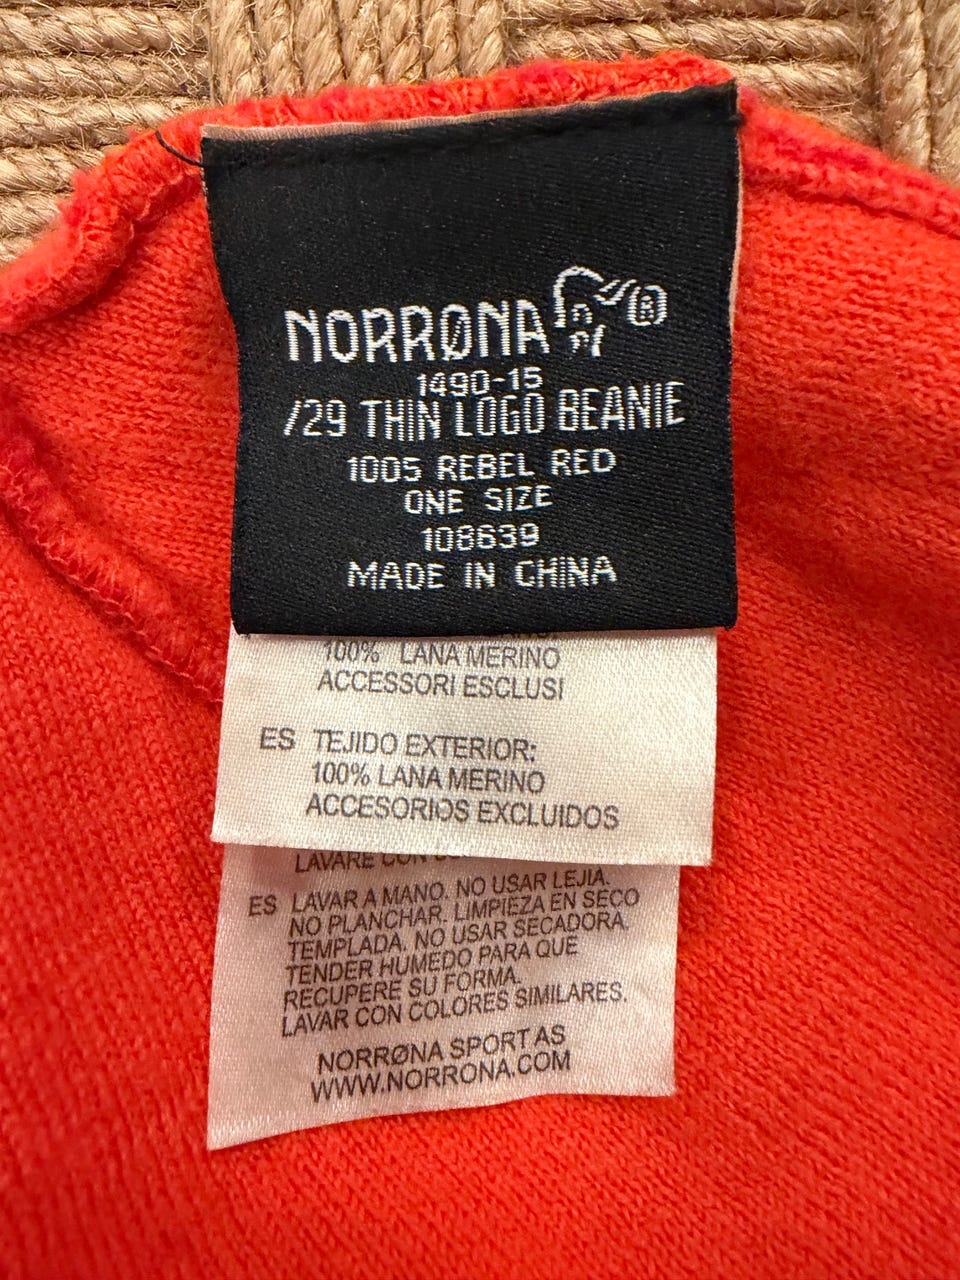 NORRØNA ®
1490-15
/29 THIN LOGO BEANIE
1005 REBEL RED
ONE SIZE
108639
MADE IN CHINA
100% LANA MERINO
ACCESSORI ESCLUSI
ES TEJIDO EXTERIOR:
100% LANA MERINO
ACCESORIOS EXCLUIDOS
LAVARE CON
ES LAVAR A MANO. NO USAR LEJIA.
NO PLANCHAR. LIMPIEZA EN SECO
TEMPLADA. NO USAR SECADORA.
TENDER HUMEDO PARA QUE
RECUPERE SU FORMA.
LAVAR CON COLORES SIMILARES.
NORRØNA SPORT AS
WWW.NORRONA.COM